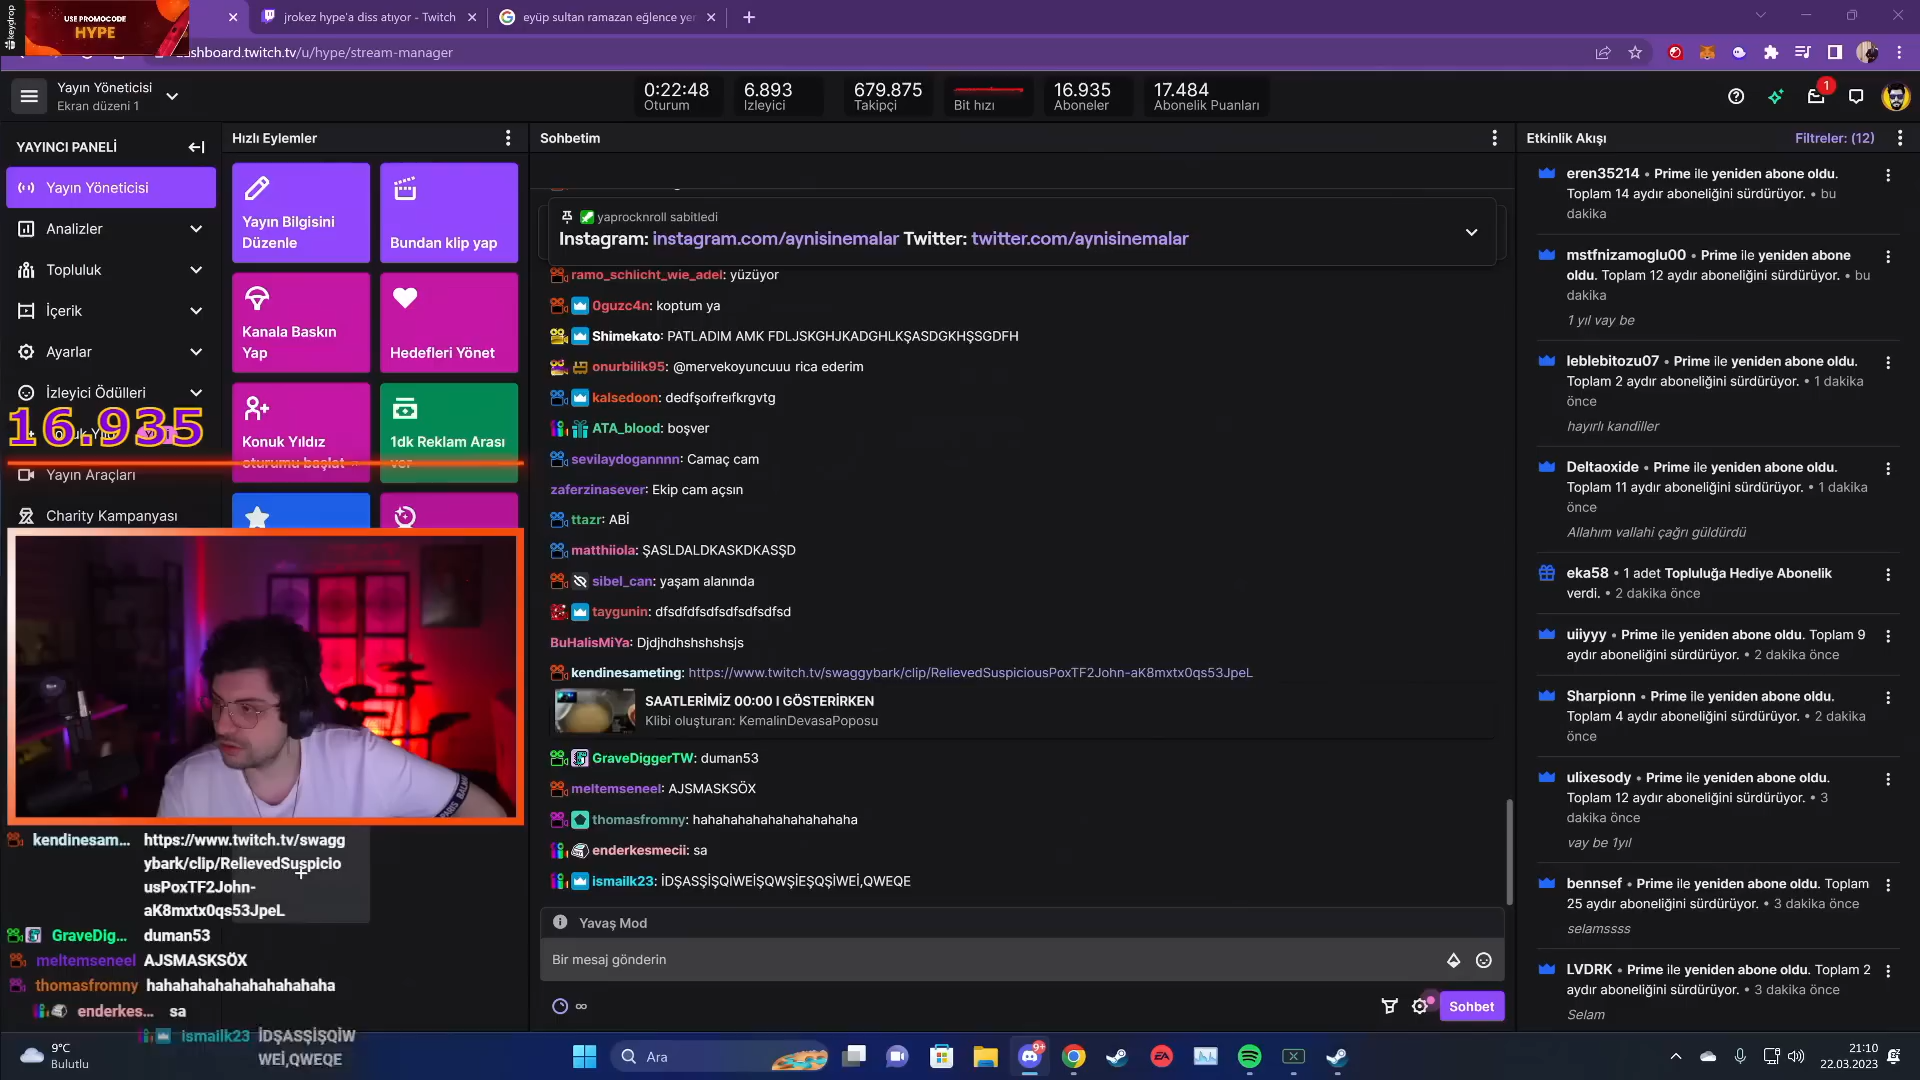 keydrop
USE PROMOCODE
HYPE
jrokez hype'a diss atıyor - Twitch
eyüp sultan ramazan eğlence yer
dashboard.twitch.tv/u/hype/stream-manager
Yayın Yöneticisi
Ekran düzeni 1
0:22:48
Oturum
6.893
İzleyici
679.875
Takipçi
Bit hızı
16.935
Aboneler
17.484
Abonelik Puanları
1
YAYINCI PANELİ
Yayın Yöneticisi
Analizler
Topluluk
İçerik
Ayarlar
İzleyici Ödülleri
16.935
Yayın Araçları
Charity Kampanyası
Hızlı Eylemler
Yayın Bilgisini
Düzenle
Bundan klip yap
Kanala Baskın
Yap
Hedefleri Yönet
Konuk Yıldız
oturumu başlat
1dk Reklam Arası
ver
Sohbetim
yaprocknroll sabitledi
Instagram: instagram.com/aynisinemalar Twitter: twitter.com/aynisinemalar
ramo_schlicht_wie_adel: yüzüyor
0guzc4n: koptum ya
Shimekato: PATLADIM AMK FDLJSKGHJKADGHLKŞASDGKHŞSGDFH
onurbilik95: @mervekoyuncuuu rica ederim
kalsedoon: dedfşoıfreıfkrgvtg
ATA_blood: boşver
sevilaydogannnn: Camaç cam
zaferzinasever: Ekip cam açsın
ttazr: ABİ
matthiiola: ŞASLDALDKASKDKASŞD
sibel_can: yaşam alanında
taygunin: dfsdfdfsdfsdfsdfsdfsd
BuHalisMiYa: Djdjhdhshshshsjs
kendinesameting: https://www.twitch.tv/swaggybark/clip/RelievedSuspiciousPoxTF2John-aK8mxtx0qs53JpeL
SAATLERİMİZ 00:00 I GÖSTERİRKEN
Klibi oluşturan: KemalinDevasaPoposu
GraveDiggerTW: duman53
meltemseneel: AJSMASKSÖX
thomasfromny: hahahahahahahahahaha
enderkesmecii: sa
ismailk23: İDŞASŞİSQİWEİSQWŞİEŞQŞİWEİ,QWEQE
Yavaş Mod
Bir mesaj gönderin
Sohbet
Etkinlik Akışı
Filtreler: (12)
eren35214 • Prime ile yeniden abone oldu.
Toplam 14 aydır aboneliğini sürdürüyor. • bu
dakika
mstfnizamoglu00 • Prime ile yeniden abone
oldu. Toplam 12 aydır aboneliğini sürdürüyor. • bu
dakika
1 yıl vay be
leblebitozu07 • Prime ile yeniden abone oldu.
Toplam 2 aydır aboneliğini sürdürüyor. • 1 dakika
önce
hayırlı kandiller
Deltaoxide • Prime ile yeniden abone oldu.
Toplam 11 aydır aboneliğini sürdürüyor. • 1 dakika
önce
Allahım vallahi çağrı güldürdü
eka58 • 1 adet Topluluğa Hediye Abonelik
verdi. • 2 dakika önce
uiiyyy • Prime ile yeniden abone oldu. Toplam 9
aydır aboneliğini sürdürüyor. • 2 dakika önce
Sharpionn • Prime ile yeniden abone oldu.
Toplam 4 aydır aboneliğini sürdürüyor. • 2 dakika
önce
ulixesody • Prime ile yeniden abone oldu.
Toplam 12 aydır aboneliğini sürdürüyor. • 3
dakika önce
vay be 1yıl
bennsef • Prime ile yeniden abone oldu. Toplam
25 aydır aboneliğini sürdürüyor. • 3 dakika önce
selamssss
LVDRK • Prime ile yeniden abone oldu. Toplam 2
aydır aboneliğini sürdürüyor. • 3 dakika önce
Selam
kendinesam... https://www.twitch.tv/swagg
ybark/clip/RelievedSuspicio
usPoxTF2John-
aK8mxtx0qs53JpeL
GraveDig... duman53
meltemseneel AJSMASKSÖX
thomasfromny hahahahahahahahahaha
enderkes... sa
ismailk23 İDŞASŞİSQİW
WEİ,QWEQE
9°C
Bulutlu
Ara
9+
EA
21:10
22.03.2023